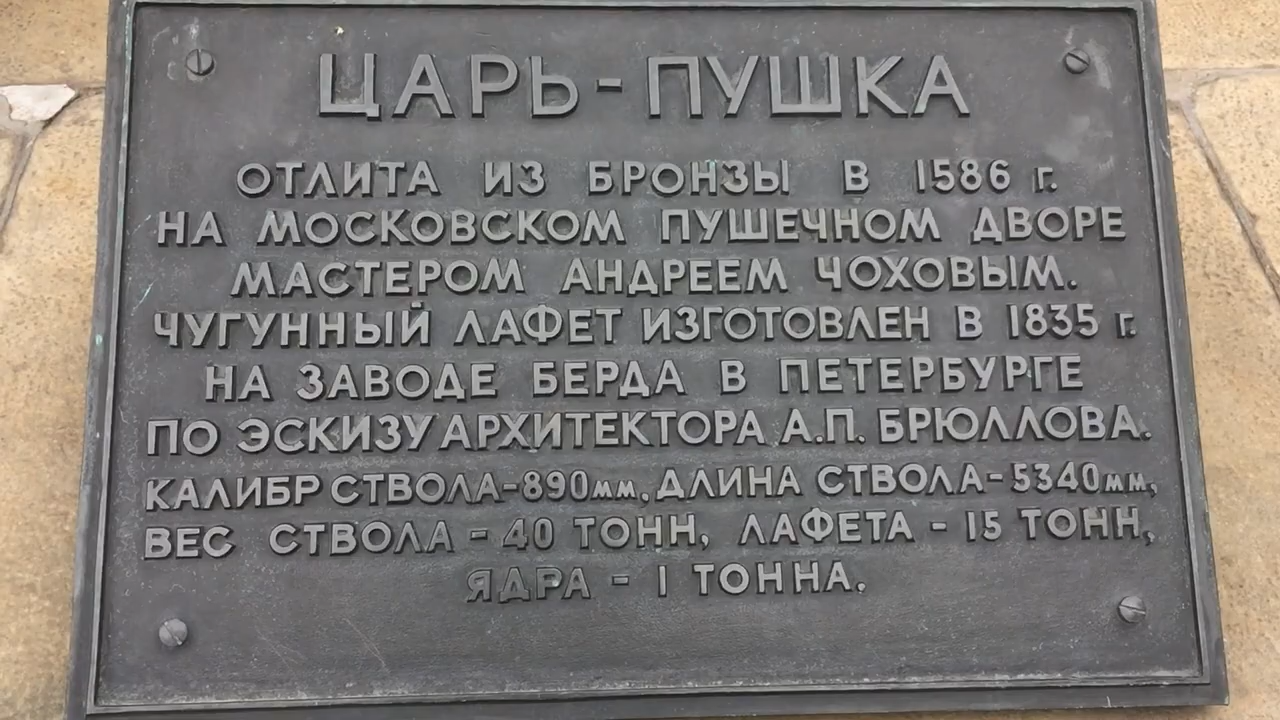 ЦАРЬ-ПУШКА
ОТЛИТА ИЗ БРОНЗЫ В 1586 г.
НА МОСКОВСКОМ ПУШЕЧНОМ ДВОРЕ
МАСТЕРОМ АНДРЕЕМ ЧОХОВЫМ.
ЧУГУННЫЙ ЛАФЕТ ИЗГОТОВЛЕН В 1835 г.
НА ЗАВОДЕ БЕРДА В ПЕТЕРБУРГЕ
ПО ЭСКИЗУ АРХИТЕКТОРА А.П. БРЮЛЛОВА.
КАЛИБР СТВОЛА-890мм, ДЛИНА СТВОЛА-5340мм,
ВЕС СТВОЛА - 40 ТОНН, ЛАФЕТА - 15 ТОНН,
ЯДРА - 1 ТОННА.